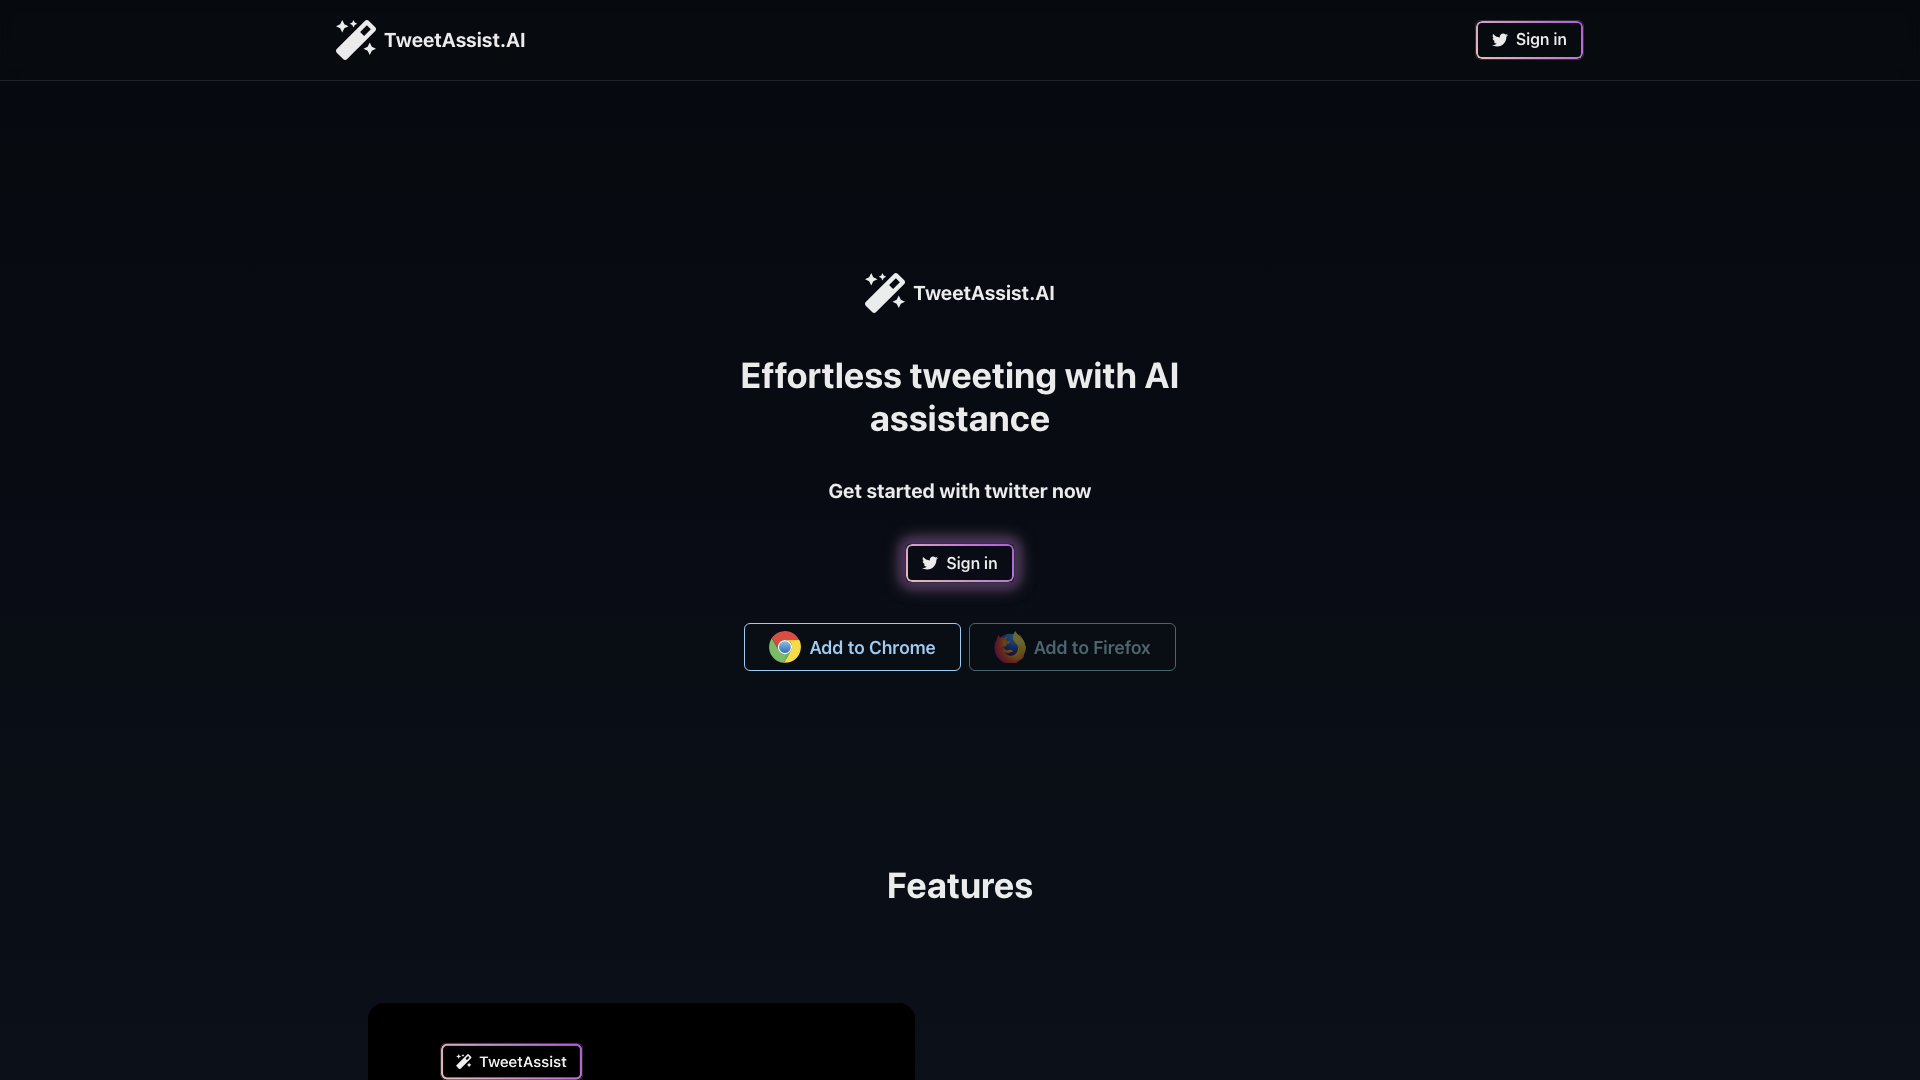 TweetAssist.AI
Sign in
TweetAssist.AI
Effortless tweeting with AI
assistance
Get started with twitter now
Sign in
Add to Chrome
Add to Firefox
Features
TweetAssist